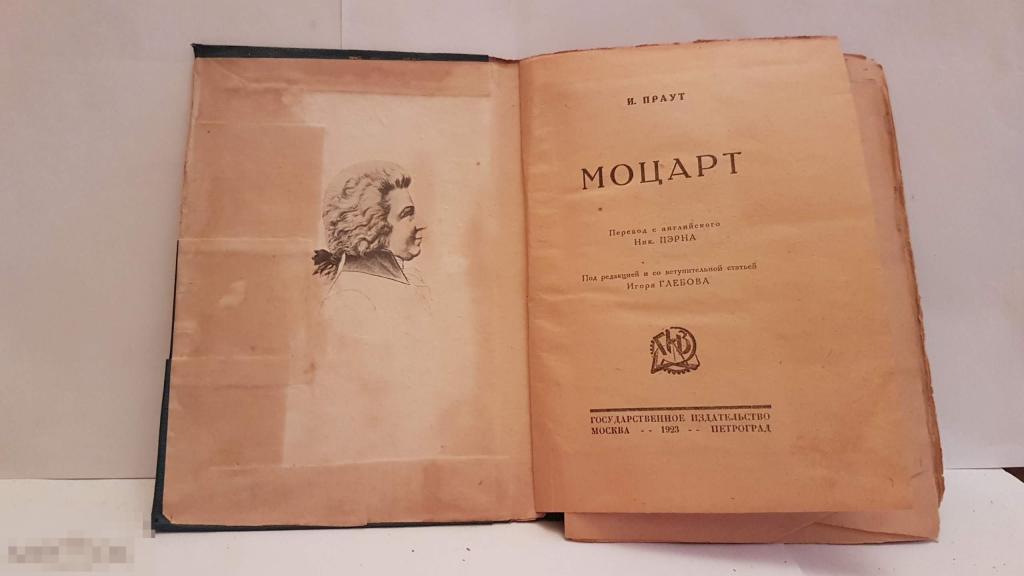 И. ПРАУТ
МОЦАРТ
Перевод с английского
Ник. ПЭРНА
Под редакцией и со вступительной статьей
Игоря ГЛЕБОВА
ГОСУДАРСТВЕННОЕ ИЗДАТЕЛЬСТВО
МОСКВА -- 1923 -- ПЕТРОГРАД